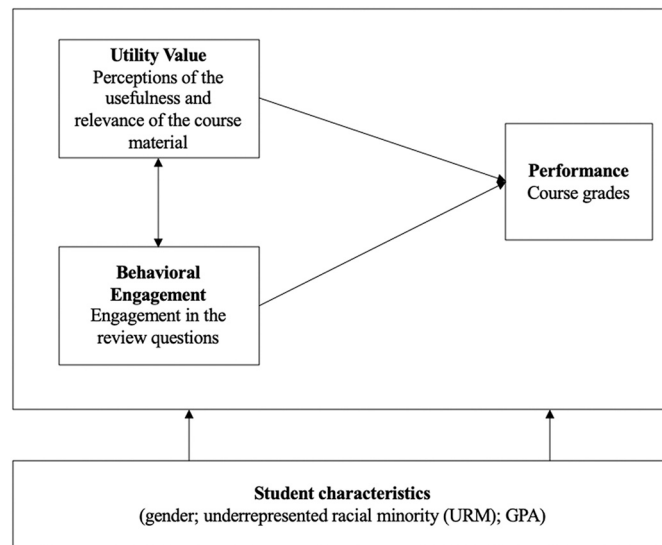 Utility Value
Perceptions of the
usefulness and
relevance of the course
material
Performance
Course grades
Behavioral
Engagement
Engagement in the
review questions
Student characteristics
(gender; underrepresented racial minority (URM); GPA)